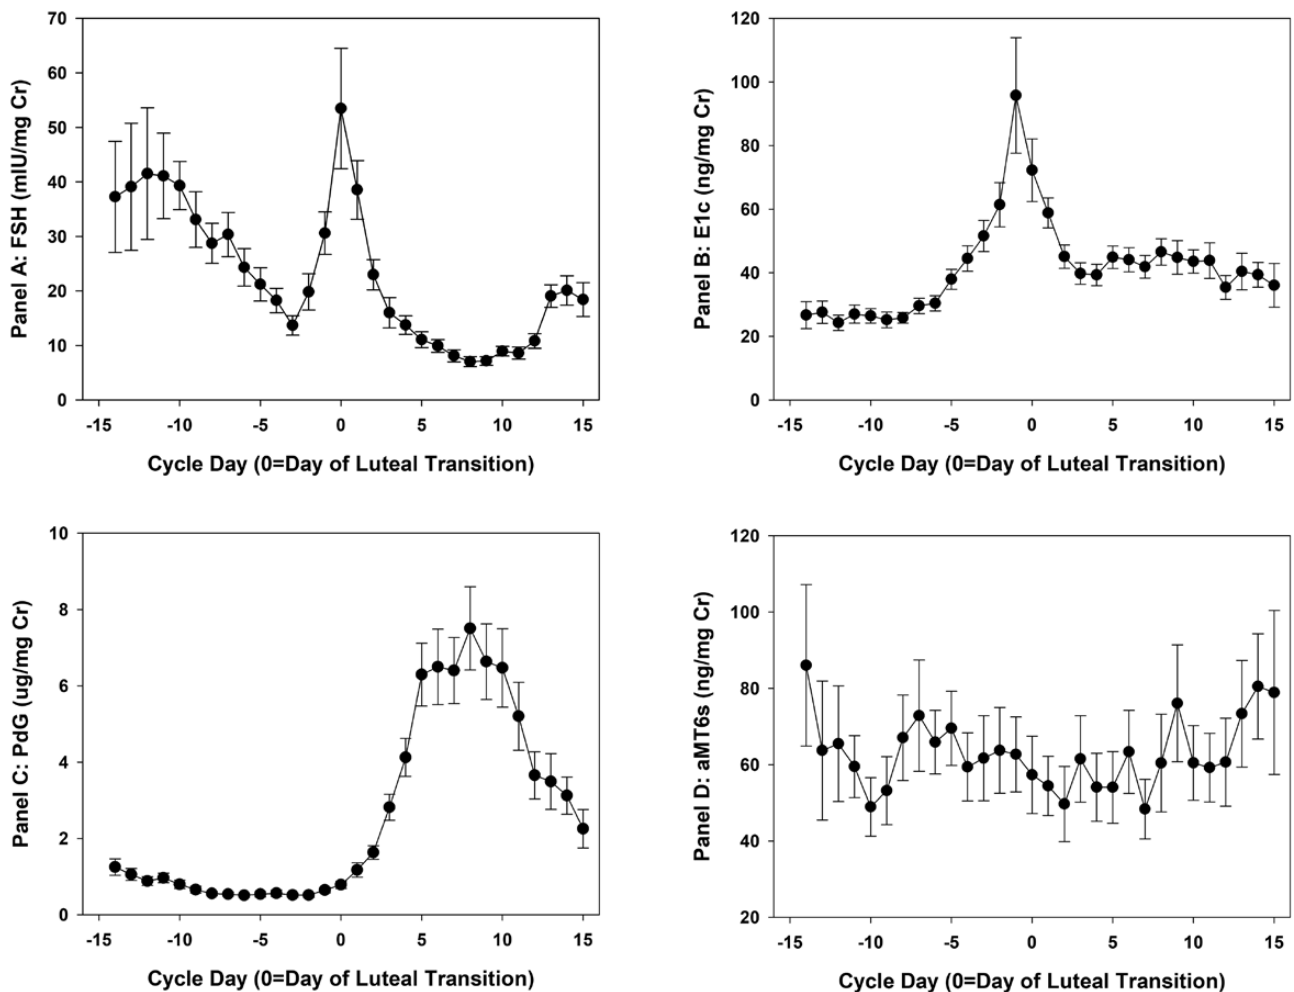 Panel A: FSH (mIU/mg Cr)
70
60
50
40
30
20
10
0
-15 -10 -5 0 5 10 15
Cycle Day (0=Day of Luteal Transition)
Panel B: E1c (ng/mg Cr)
120
100
80
60
40
20
0
-15 -10 -5 0 5 10 15
Cycle Day (0=Day of Luteal Transition)
Panel C: PdG (ug/mg Cr)
10
8
6
4
2
0
-15 -10 -5 0 5 10 15
Cycle Day (0=Day of Luteal Transition)
Panel D: aMT6s (ng/mg Cr)
120
100
80
60
40
20
-15 -10 -5 0 5 10 15
Cycle Day (0=Day of Luteal Transition)